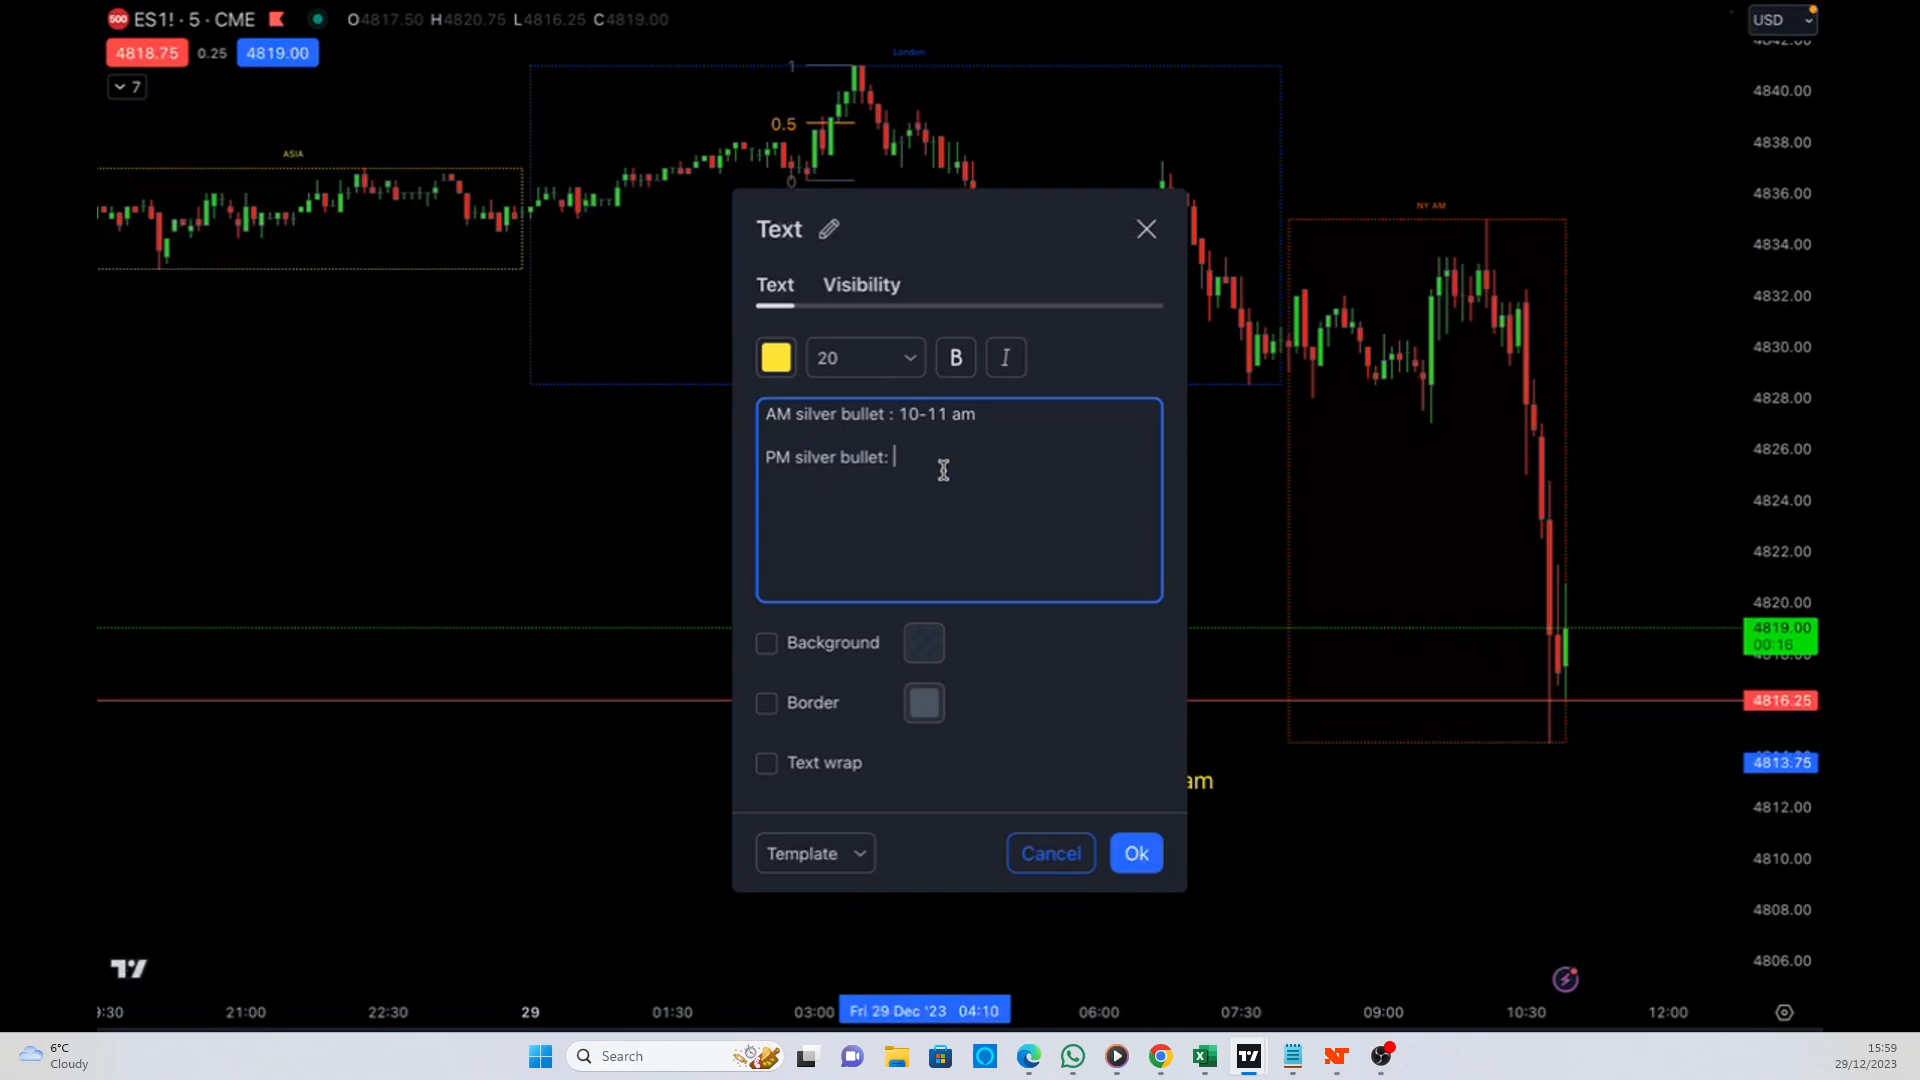 500 ES1! · 5 · CME O4817.50 H4820.75 L4816.25 C4819.00
USD
4818.75 0.25 4819.00
7
London
1
0.5
0
ASIA
NY AM
4840.00
4838.00
4836.00
4834.00
4832.00
4830.00
4828.00
4826.00
4824.00
4822.00
4820.00
4819.00
00:16
4816.25
4813.75
4812.00
4810.00
4808.00
4806.00
Text
Text Visibility
20 B I
AM silver bullet : 10-11 am
PM silver bullet:
Background
Border
Text wrap
am
Template Cancel Ok
21:00 22:30 29 01:30 03:00 Fri 29 Dec '23 04:10 06:00 07:30 09:00 10:30 12:00
6°C
Cloudy
Search
15:59
29/12/2023